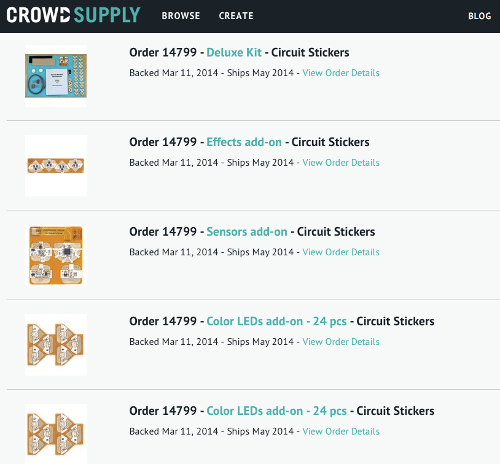 CROWD SUPPLY BROWSE CREATE BLOG
Order 14799 - Deluxe Kit - Circuit Stickers
Backed Mar 11, 2014 - Ships May 2014 - View Order Details
Order 14799 - Effects add-on - Circuit Stickers
Backed Mar 11, 2014 - Ships May 2014 - View Order Details
Order 14799 - Sensors add-on - Circuit Stickers
Backed Mar 11, 2014 - Ships May 2014 - View Order Details
Order 14799 - Color LEDs add-on - 24 pcs - Circuit Stickers
Backed Mar 11, 2014 - Ships May 2014 - View Order Details
Order 14799 - Color LEDs add-on - 24 pcs - Circuit Stickers
Backed Mar 11, 2014 - Ships May 2014 - View Order Details